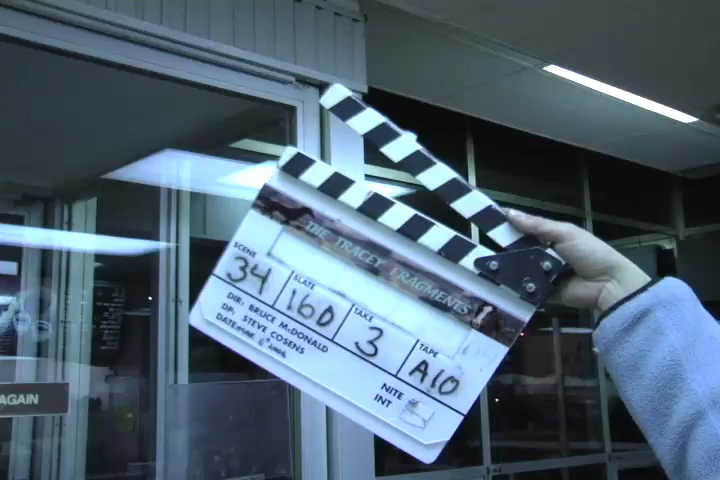 THE TRACEY FRAGMENTS
SCENE SLATE TAKE TAPE
34 160 3 A10
DIR: BRUCE McDONALD
DP: STEVE COSENS
DATE:
NITE
INT
AGAIN